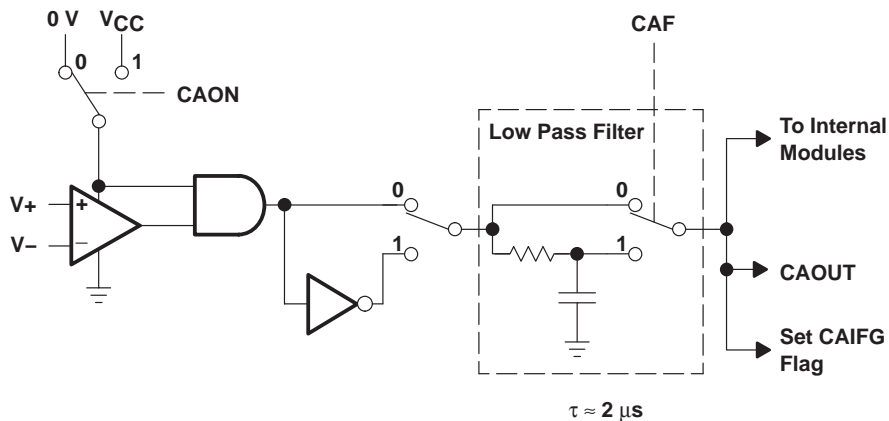 0 V VCC
0 1
CAON
CAF
Low Pass Filter
To Internal
Modules
V+ +
V− −
0
1
0
1
CAOUT
Set CAIFG
Flag
τ ≈ 2 μs